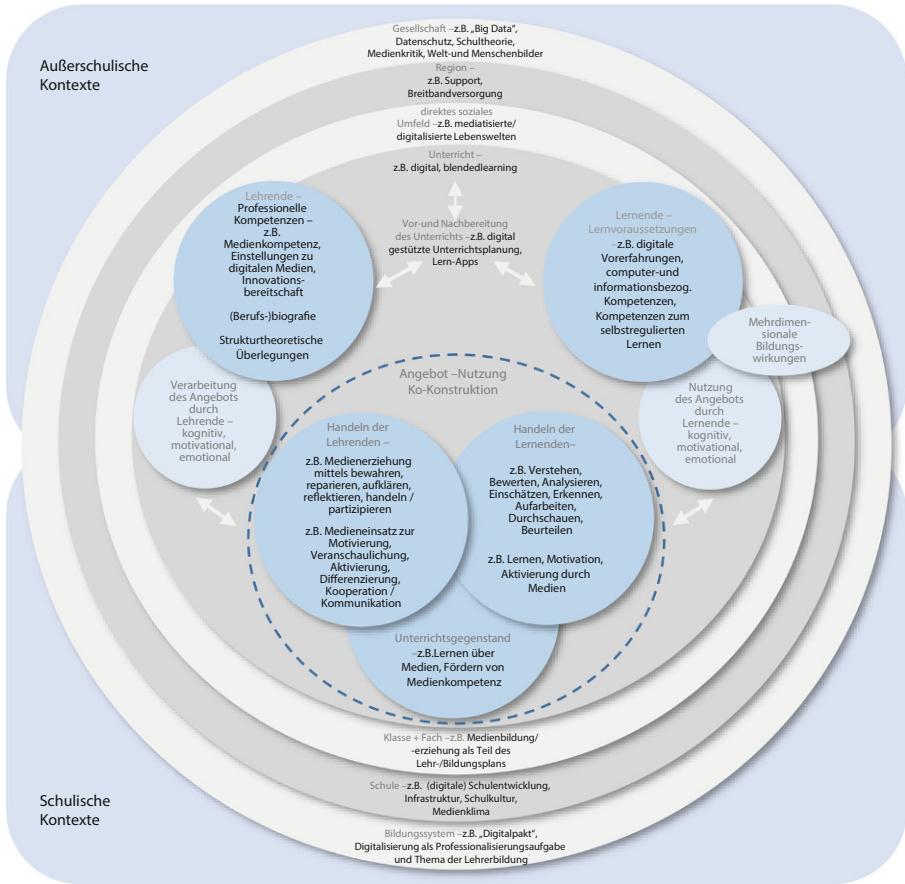 Gesellschaft –z.B. „Big Data“,
Datenschutz, Schultheorie,
Medienkritik, Welt-und Menschenbilder
Außerschulische
Kontexte
Region –
z.B. Support,
Breitbandversorgung
direktes soziales
Umfeld –z.B. mediatisierte/
digitalisierte Lebenswelten
Unterricht –
z.B. digital, blendedlearning
Lehrende –
Professionelle
Kompetenzen –
z.B.
Medienkompetenz,
Einstellungen zu
digitalen Medien,
Innovations-
bereitschaft
(Berufs-)biografie
Strukturtheoretische
Überlegungen
Vor-und Nachbereitung
des Unterrichts –z.B. digital
gestützte Unterrichtsplanung,
Lern-Apps
Lernende –
Lernvoraussetzungen
–z.B. digitale
Vorerfahrungen,
computer-und
informationsbezog.
Kompetenzen,
Kompetenzen zum
selbstregulierten
Lernen
Mehrdimen-
sionale
Bildungs-
wirkungen
Verarbeitung
des Angebots
durch
Lehrende –
kognitiv,
motivational,
emotional
Angebot –Nutzung
Ko-Konstruktion
Nutzung
des Angebots
durch
Lernende –
kognitiv,
motivational,
emotional
Handeln der
Lehrenden –
z.B. Medienerziehung
mittels bewahren,
reparieren, aufklären,
reflektieren, handeln /
partizipieren
z.B. Medieneinsatz zur
Motivierung,
Veranschaulichung,
Aktivierung,
Differenzierung,
Kooperation /
Kommunikation
Handeln der
Lernenden–
z.B. Verstehen,
Bewerten, Analysieren,
Einschätzen, Erkennen,
Aufarbeiten,
Durchschauen,
Beurteilen
z.B. Lernen, Motivation,
Aktivierung durch
Medien
Unterrichtsgegenstand
–z.B.Lernen über
Medien, Fördern von
Medienkompetenz
Klasse + Fach –z.B. Medienbildung/
-erziehung als Teil des
Lehr-/Bildungsplans
Schule –z.B. (digitale) Schulentwicklung,
Infrastruktur, Schulkultur,
Medienklima
Schulische
Kontexte
Bildungssystem –z.B. „Digitalpakt“,
Digitalisierung als Professionalisierungsaufgabe
und Thema der Lehrerbildung